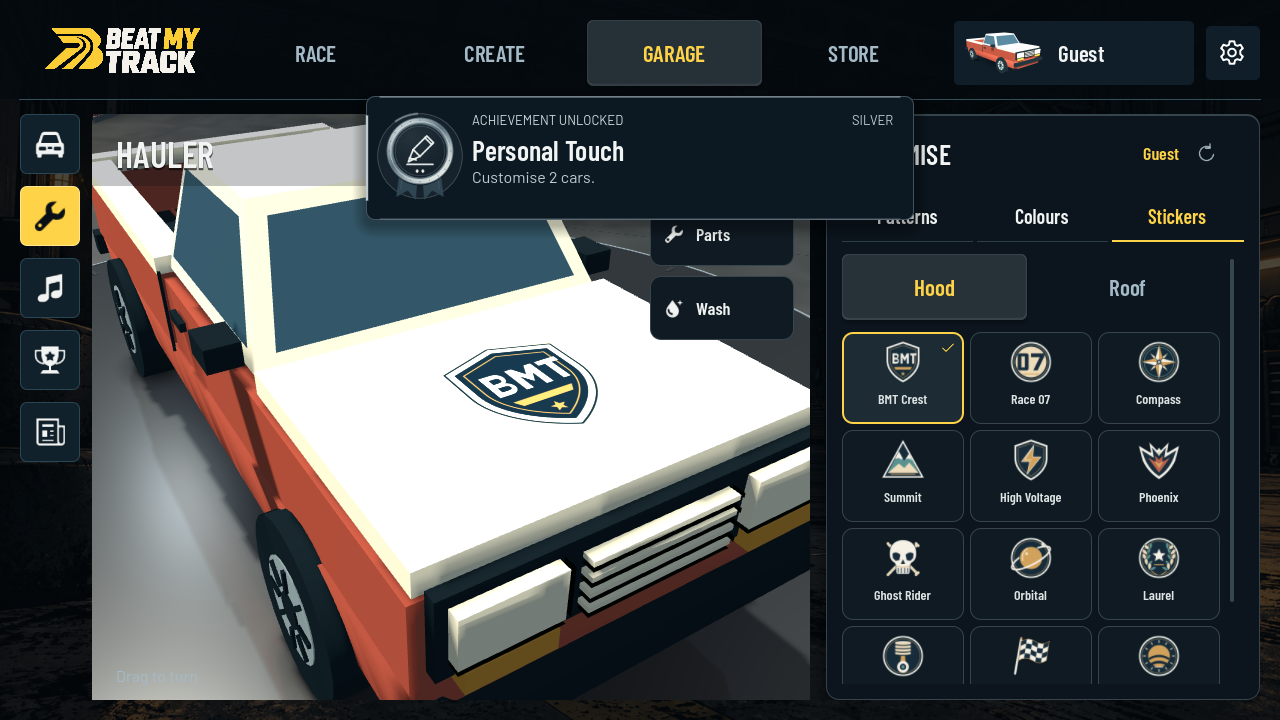 BEAT MY TRACK
RACE
CREATE
GARAGE
STORE
Guest
ACHIEVEMENT UNLOCKED
SILVER
Personal Touch
Customise 2 cars.
HAULER
MISE
Guest
Patterns
Colours
Stickers
Parts
Wash
Hood
Roof
BMT
BMT Crest
07
Race 07
Compass
Summit
High Voltage
Phoenix
Ghost Rider
Orbital
Laurel
BMT
Drag to turn